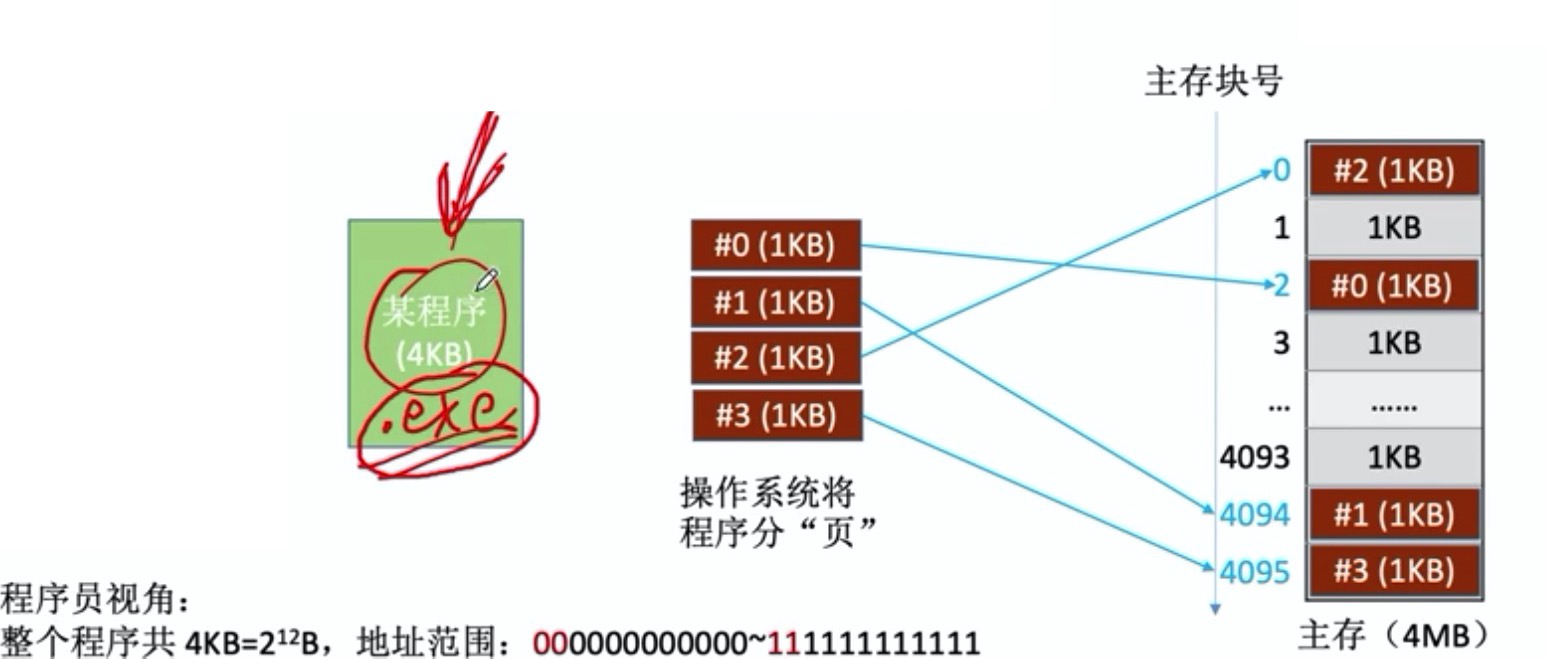 主存块号
某程序
(4KB)
.exe
#0 (1KB)
#1 (1KB)
#2 (1KB)
#3 (1KB)
操作系统将
程序分“页”
0 #2 (1KB)
1 1KB
2 #0 (1KB)
3 1KB
... ......
4093 1KB
4094 #1 (1KB)
4095 #3 (1KB)
主存（4MB）
程序员视角：
整个程序共 4KB=2¹²B，地址范围：000000000000~111111111111